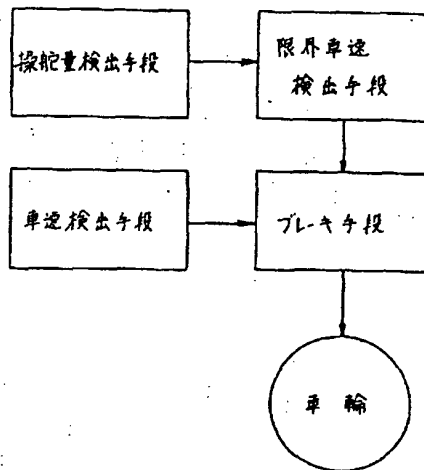 操舵量検出手段
限界車速
検出手段
車速検出手段
ブレーキ手段
車輪